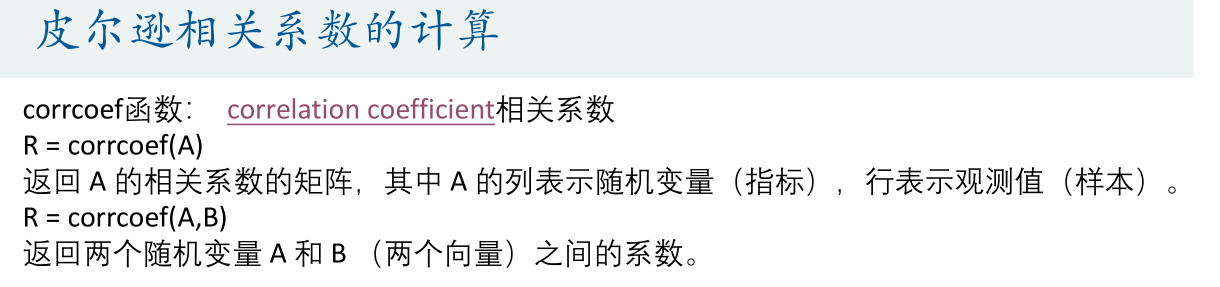 皮尔逊相关系数的计算
corrcoef函数： correlation coefficient相关系数
R = corrcoef(A)
返回 A 的相关系数的矩阵，其中 A 的列表示随机变量（指标），行表示观测值（样本）。
R = corrcoef(A,B)
返回两个随机变量 A 和 B （两个向量）之间的系数。